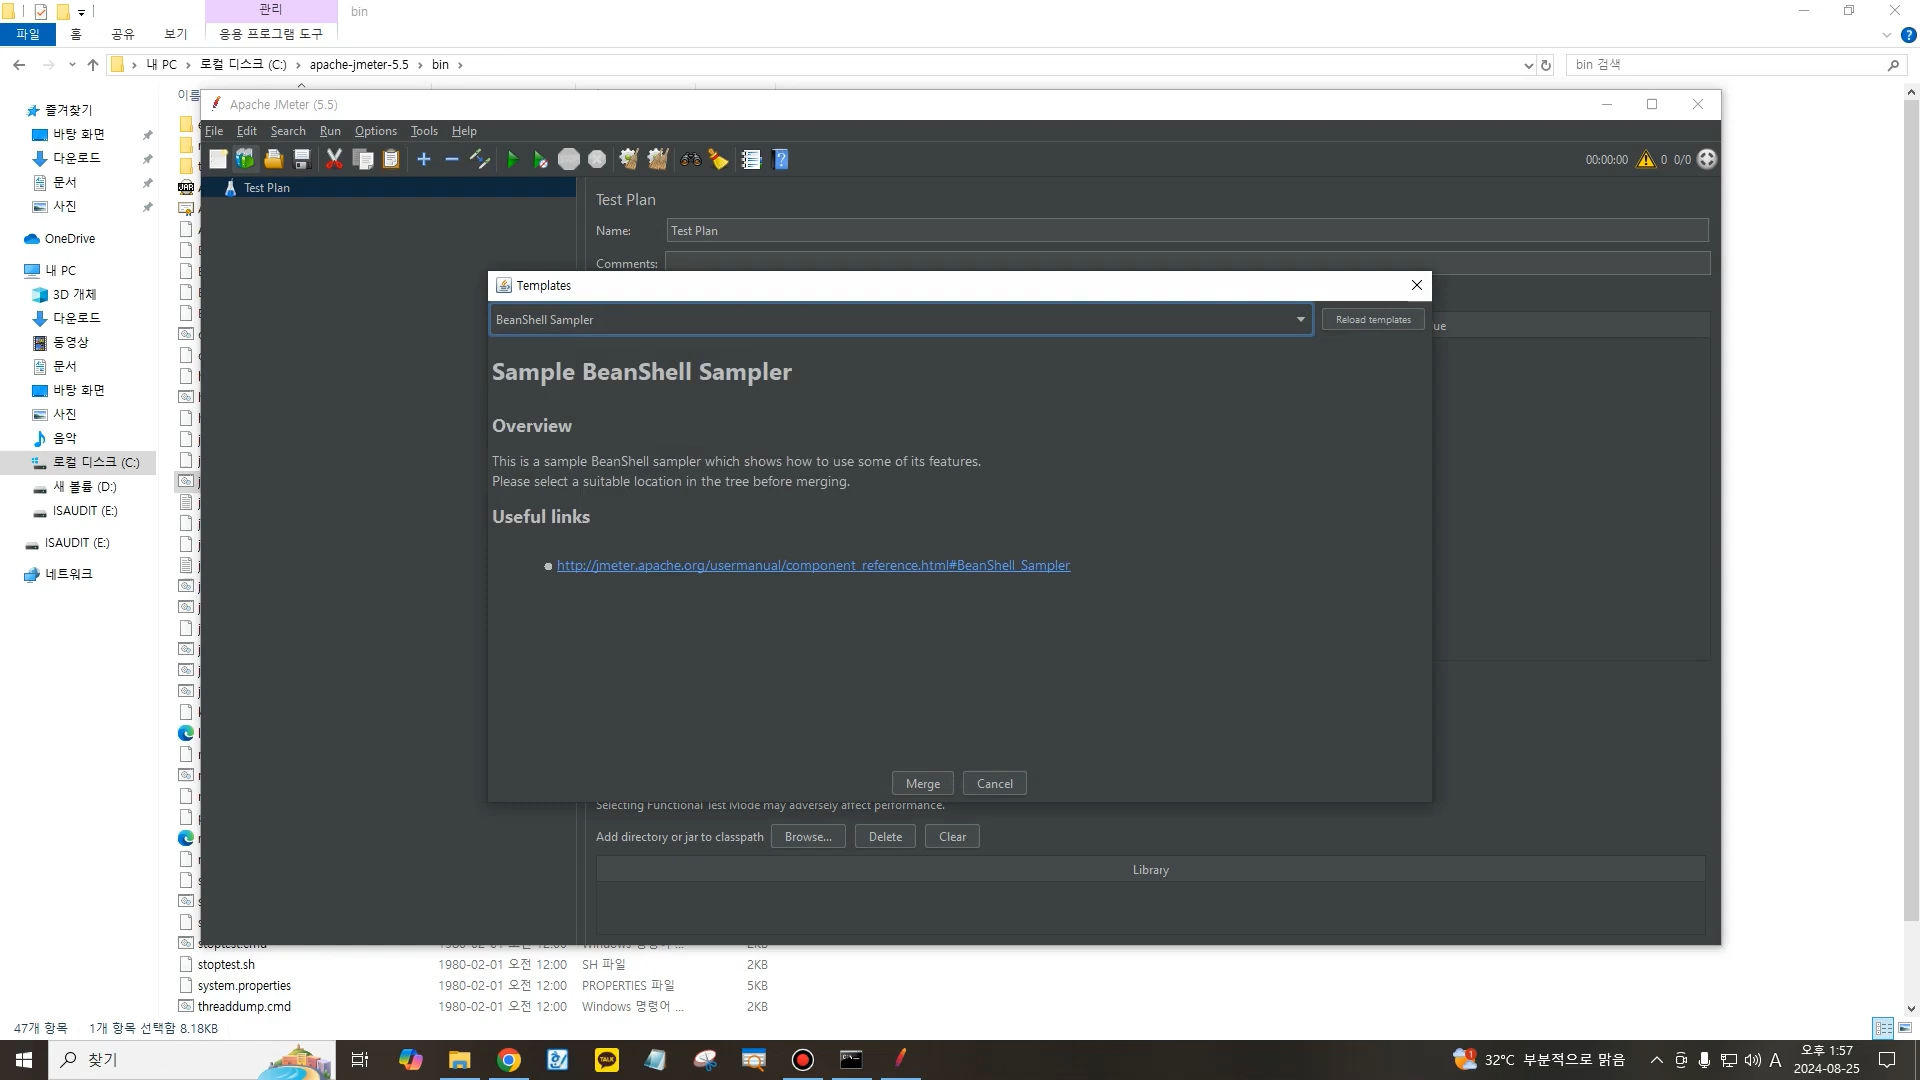 관리
bin
파일 홈 공유 보기 응용 프로그램 도구
내 PC 로컬 디스크 (C:) apache-jmeter-5.5 bin
bin 검색
즐겨찾기
바탕 화면
다운로드
문서
사진
OneDrive
내 PC
3D 개체
다운로드
동영상
문서
바탕 화면
사진
음악
로컬 디스크 (C:)
새 볼륨 (D:)
ISAUDIT (E:)
ISAUDIT (E:)
네트워크
Apache JMeter (5.5)
File Edit Search Run Options Tools Help
00:00:00 0 0/0
Test Plan
Test Plan
Name: Test Plan
Comments:
Templates
BeanShell Sampler
Reload templates
Sample BeanShell Sampler
Overview
This is a sample BeanShell sampler which shows how to use some of its features.
Please select a suitable location in the tree before merging.
Useful links
http://jmeter.apache.org/usermanual/component_reference.html#BeanShell_Sampler
Merge Cancel
Selecting Functional Test Mode may adversely affect performance.
Add directory or jar to classpath Browse... Delete Clear
Library
stoptest.sh 1980-02-01 오전 12:00 SH 파일 2KB
system.properties 1980-02-01 오전 12:00 PROPERTIES 파일 5KB
threaddump.cmd 1980-02-01 오전 12:00 Windows 명령어 ... 2KB
47개 항목 1개 항목 선택함 8.18KB
찾기
TALK
32°C 부분적으로 맑음
A
오후 1:57
2024-08-25